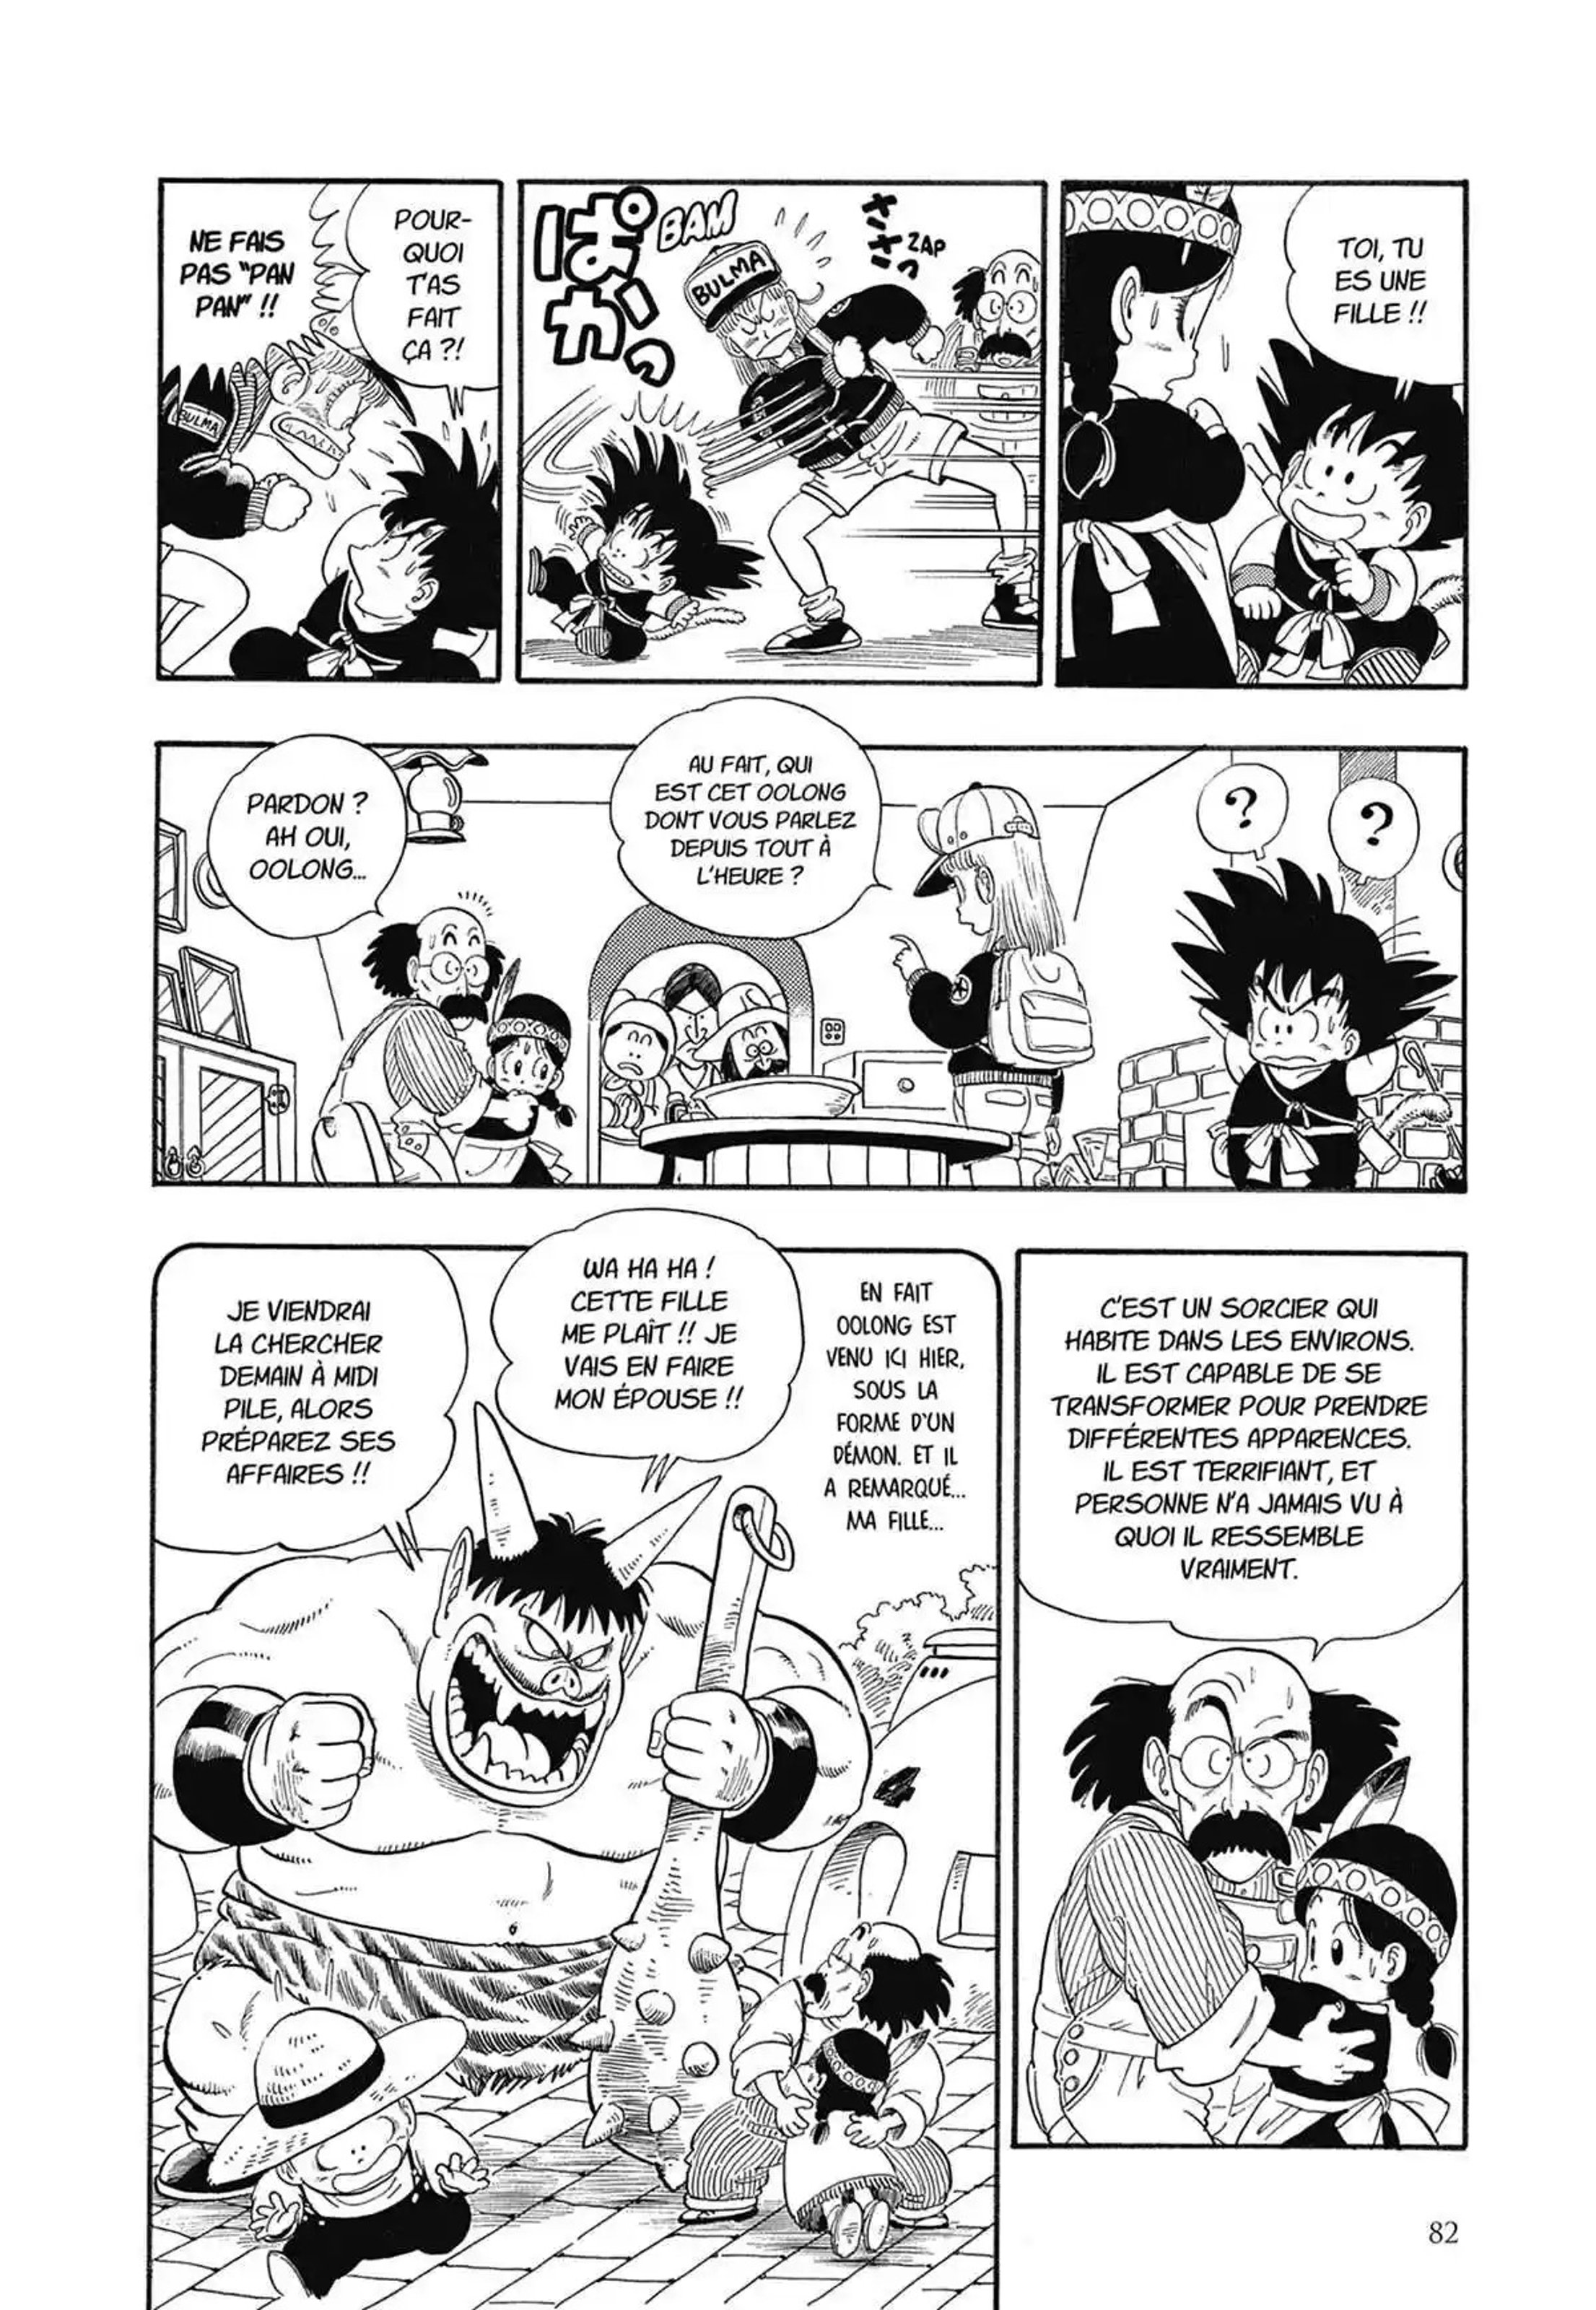 TOI, TU
ES UNE
FILLE !!
ぱかっ
BAM
ささっ
ZAP
BULMA
POUR-
QUOI
T'AS
FAIT
ÇA ?!
NE FAIS
PAS "PAN
PAN" !!
BULMA
?
?
AU FAIT, QUI
EST CET OOLONG
DONT VOUS PARLEZ
DEPUIS TOUT À
L'HEURE ?
PARDON ?
AH OUI,
OOLONG...
C'EST UN SORCIER QUI
HABITE DANS LES ENVIRONS.
IL EST CAPABLE DE SE
TRANSFORMER POUR PRENDRE
DIFFÉRENTES APPARENCES.
IL EST TERRIFIANT, ET
PERSONNE N'A JAMAIS VU À
QUOI IL RESSEMBLE
VRAIMENT.
EN FAIT
OOLONG EST
VENU ICI HIER,
SOUS LA
FORME D'UN
DÉMON. ET IL
A REMARQUÉ...
MA FILLE...
WA HA HA !
CETTE FILLE
ME PLAÎT !! JE
VAIS EN FAIRE
MON ÉPOUSE !!
JE VIENDRAI
LA CHERCHER
DEMAIN À MIDI
PILE, ALORS
PRÉPAREZ SES
AFFAIRES !!
82